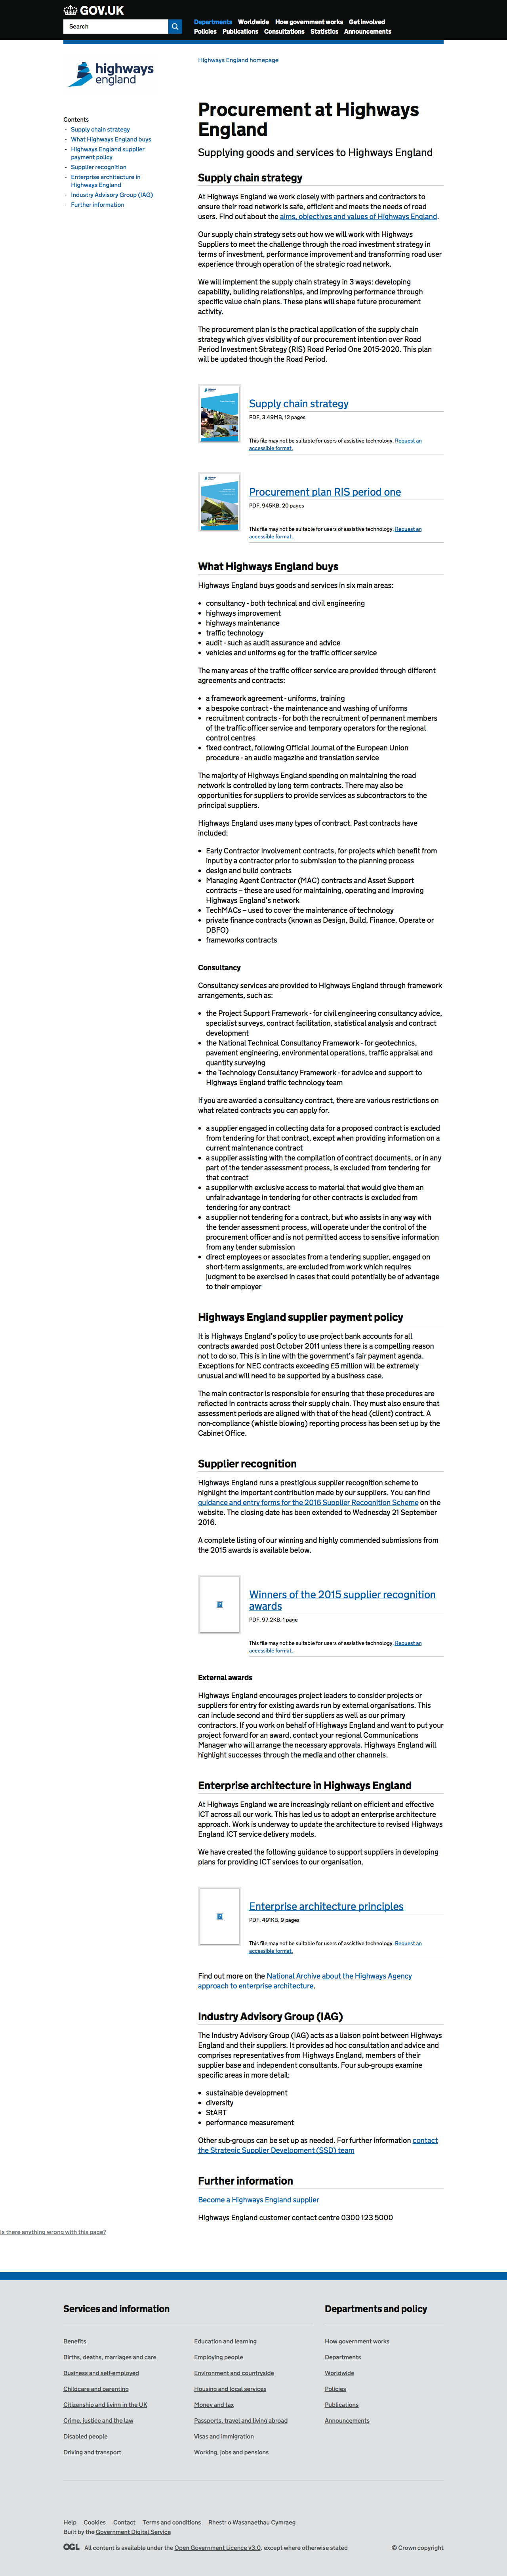 GOV.UK
Search
Departments Worldwide How government works Get involved
Policies Publications Consultations Statistics Announcements
highways
england
Highways England homepage
Contents
- Supply chain strategy
- What Highways England buys
- Highways England supplier
payment policy
- Supplier recognition
- Enterprise architecture in
Highways England
- Industry Advisory Group (IAG)
- Further information
Procurement at Highways
England
Supplying goods and services to Highways England
Supply chain strategy
At Highways England we work closely with partners and contractors to
ensure their road network is safe, efficient and meets the needs of road
users. Find out about the aims, objectives and values of Highways England.
Our supply chain strategy sets out how we will work with Highways
Suppliers to meet the challenge through the road investment strategy in
terms of investment, performance improvement and transforming road user
experience through operation of the strategic road network.
We will implement the supply chain strategy in 3 ways: developing
capability, building relationships, and improving performance through
specific value chain plans. These plans will shape future procurement
activity.
The procurement plan is the practical application of the supply chain
strategy which gives visibility of our procurement intention over Road
Period Investment Strategy (RIS) Road Period One 2015-2020. This plan
will be updated though the Road Period.
Supply chain strategy
PDF, 3.49MB, 12 pages
This file may not be suitable for users of assistive technology. Request an
accessible format.
Procurement plan RIS period one
PDF, 945KB, 20 pages
This file may not be suitable for users of assistive technology. Request an
accessible format.
What Highways England buys
Highways England buys goods and services in six main areas:
• consultancy - both technical and civil engineering
• highways improvement
• highways maintenance
• traffic technology
• audit - such as audit assurance and advice
• vehicles and uniforms eg for the traffic officer service
The many areas of the traffic officer service are provided through different
agreements and contracts:
• a framework agreement - uniforms, training
• a bespoke contract - the maintenance and washing of uniforms
• recruitment contracts - for both the recruitment of permanent members
of the traffic officer service and temporary operators for the regional
control centres
• fixed contract, following Official Journal of the European Union
procedure - an audio magazine and translation service
The majority of Highways England spending on maintaining the road
network is controlled by long term contracts. There may also be
opportunities for suppliers to provide services as subcontractors to the
principal suppliers.
Highways England uses many types of contract. Past contracts have
included:
• Early Contractor Involvement contracts, for projects which benefit from
input by a contractor prior to submission to the planning process
• design and build contracts
• Managing Agent Contractor (MAC) contracts and Asset Support
contracts – these are used for maintaining, operating and improving
Highways England's network
• TechMACs – used to cover the maintenance of technology
• private finance contracts (known as Design, Build, Finance, Operate or
DBFO)
• frameworks contracts
Consultancy
Consultancy services are provided to Highways England through framework
arrangements, such as:
• the Project Support Framework - for civil engineering consultancy advice,
specialist surveys, contract facilitation, statistical analysis and contract
development
• the National Technical Consultancy Framework - for geotechnics,
pavement engineering, environmental operations, traffic appraisal and
quantity surveying
• the Technology Consultancy Framework - for advice and support to
Highways England traffic technology team
If you are awarded a consultancy contract, there are various restrictions on
what related contracts you can apply for.
• a supplier engaged in collecting data for a proposed contract is excluded
from tendering for that contract, except when providing information on a
current maintenance contract
• a supplier assisting with the compilation of contract documents, or in any
part of the tender assessment process, is excluded from tendering for
that contract
• a supplier with exclusive access to material that would give them an
unfair advantage in tendering for other contracts is excluded from
tendering for any contract
• a supplier not tendering for a contract, but who assists in any way with
the tender assessment process, will operate under the control of the
procurement officer and is not permitted access to sensitive information
from any tender submission
• direct employees or associates from a tendering supplier, engaged on
short-term assignments, are excluded from work which requires
judgment to be exercised in cases that could potentially be of advantage
to their employer
Highways England supplier payment policy
It is Highways England's policy to use project bank accounts for all
contracts awarded post October 2011 unless there is a compelling reason
not to do so. This is in line with the government's fair payment agenda.
Exceptions for NEC contracts exceeding £5 million will be extremely
unusual and will need to be supported by a business case.
The main contractor is responsible for ensuring that these procedures are
reflected in contracts across their supply chain. They must also ensure that
assessment periods are aligned with that of the head (client) contract. A
non-compliance (whistle blowing) reporting process has been set up by the
Cabinet Office.
Supplier recognition
Highways England runs a prestigious supplier recognition scheme to
highlight the important contribution made by our suppliers. You can find
guidance and entry forms for the 2016 Supplier Recognition Scheme on the
website. The closing date has been extended to Wednesday 21 September
2016.
A complete listing of our winning and highly commended submissions from
the 2015 awards is available below.
Winners of the 2015 supplier recognition
awards
PDF, 97.2KB, 1 page
This file may not be suitable for users of assistive technology. Request an
accessible format.
External awards
Highways England encourages project leaders to consider projects or
suppliers for entry for existing awards run by external organisations. This
can include second and third tier suppliers as well as our primary
contractors. If you work on behalf of Highways England and want to put your
project forward for an award, contact your regional Communications
Manager who will arrange the necessary approvals. Highways England will
highlight successes through the media and other channels.
Enterprise architecture in Highways England
At Highways England we are increasingly reliant on efficient and effective
ICT across all our work. This has led us to adopt an enterprise architecture
approach. Work is underway to update the architecture to revised Highways
England ICT service delivery models.
We have created the following guidance to support suppliers in developing
plans for providing ICT services to our organisation.
Enterprise architecture principles
PDF, 491KB, 9 pages
This file may not be suitable for users of assistive technology. Request an
accessible format.
Find out more on the National Archive about the Highways Agency
approach to enterprise architecture.
Industry Advisory Group (IAG)
The Industry Advisory Group (IAG) acts as a liaison point between Highways
England and their suppliers. It provides ad hoc consultation and advice and
comprises representatives from Highways England, members of their
supplier base and independent consultants. Four sub-groups examine
specific areas in more detail:
• sustainable development
• diversity
• StART
• performance measurement
Other sub-groups can be set up as needed. For further information contact
the Strategic Supplier Development (SSD) team
Further information
Become a Highways England supplier
Highways England customer contact centre 0300 123 5000
Is there anything wrong with this page?
Services and information
Benefits
Births, deaths, marriages and care
Business and self-employed
Childcare and parenting
Citizenship and living in the UK
Crime, justice and the law
Disabled people
Driving and transport
Education and learning
Employing people
Environment and countryside
Housing and local services
Money and tax
Passports, travel and living abroad
Visas and immigration
Working, jobs and pensions
Departments and policy
How government works
Departments
Worldwide
Policies
Publications
Announcements
Help Cookies Contact Terms and conditions Rhestr o Wasanaethau Cymraeg
Built by the Government Digital Service
OGL All content is available under the Open Government Licence v3.0, except where otherwise stated
© Crown copyright